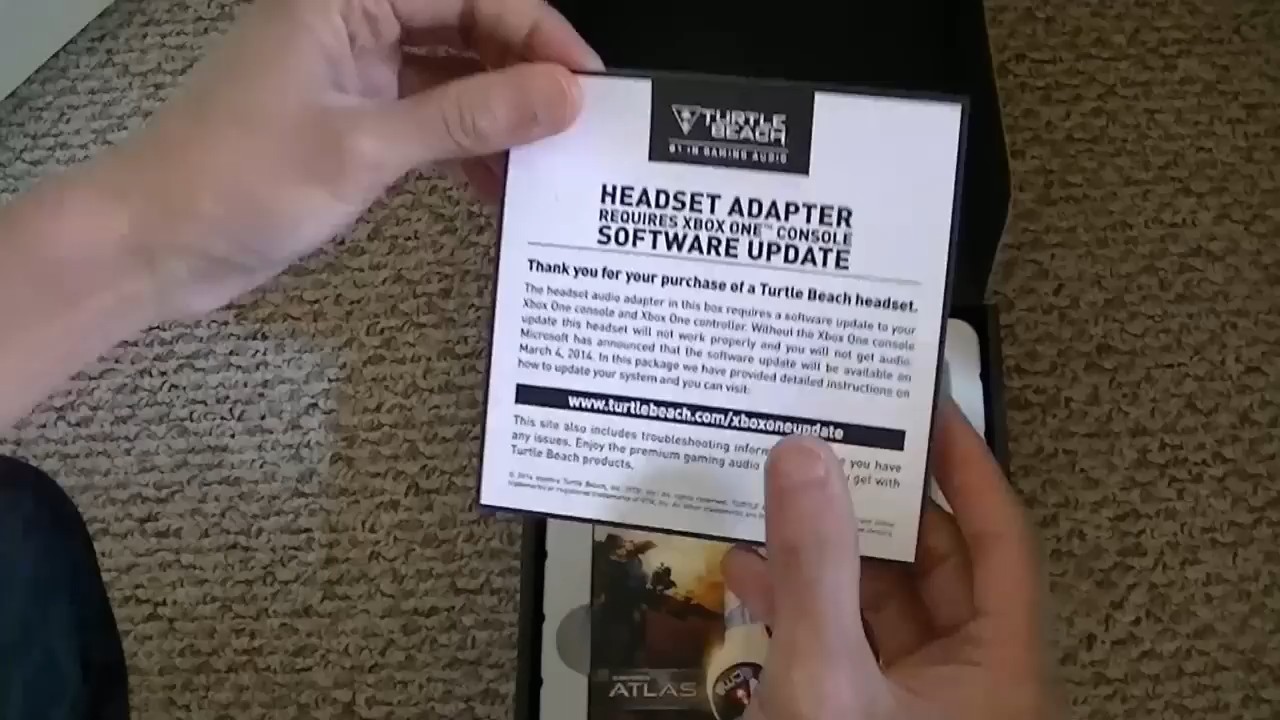 TURTLE
BEACH
#1 IN GAMING AUDIO
HEADSET ADAPTER
REQUIRES XBOX ONE™ CONSOLE
SOFTWARE UPDATE
Thank you for your purchase of a Turtle Beach headset.
The headset audio adapter in this box requires a software update to your
Xbox One console and Xbox One controller. Without this Xbox One console
update this headset will not work properly and you will not get audio.
Microsoft has announced that the software update will be available on
March 4, 2014. In this package we have provided detailed instructions on
how to update your system and you can visit:
www.turtlebeach.com/xboxoneupdate
This site also includes troubleshooting you have
any issues. Enjoy the premium gaming audio get with
Turtle Beach products.
ATLAS